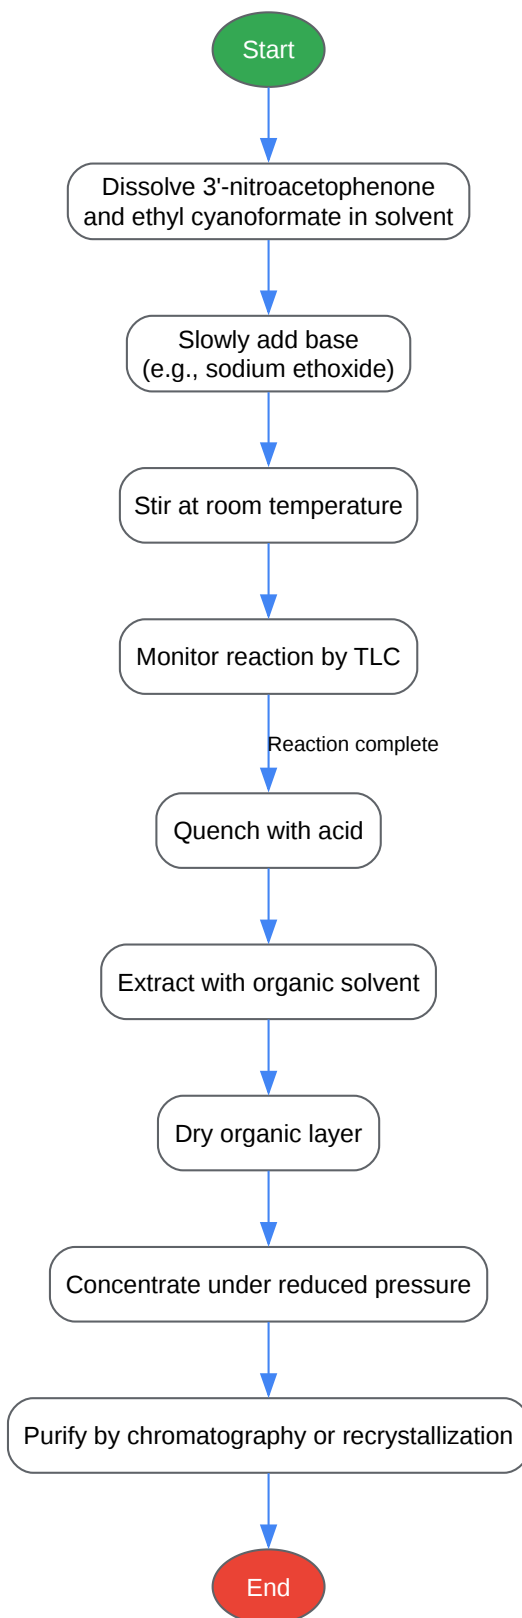 Start
Dissolve 3'-nitroacetophenone
and ethyl cyanoformate in solvent
Slowly add base
(e.g., sodium ethoxide)
Stir at room temperature
Monitor reaction by TLC
Reaction complete
Quench with acid
Extract with organic solvent
Dry organic layer
Concentrate under reduced pressure
Purify by chromatography or recrystallization
End